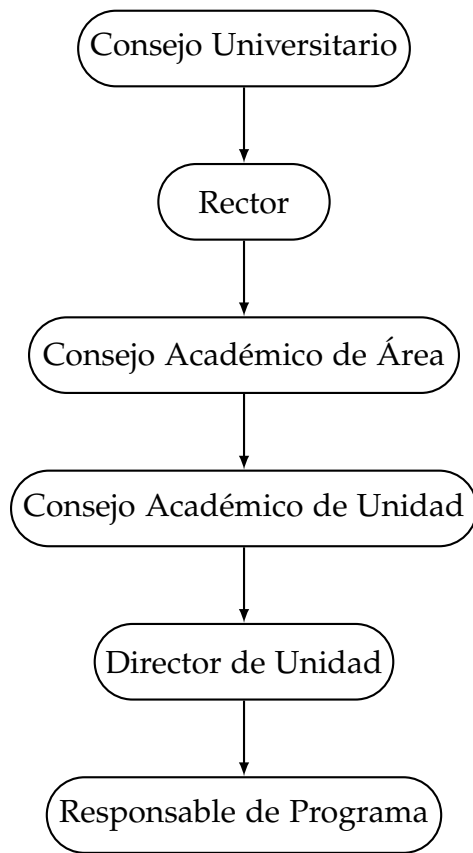 Consejo Universitario
Rector
Consejo Académico de Área
Consejo Académico de Unidad
Director de Unidad
Responsable de Programa